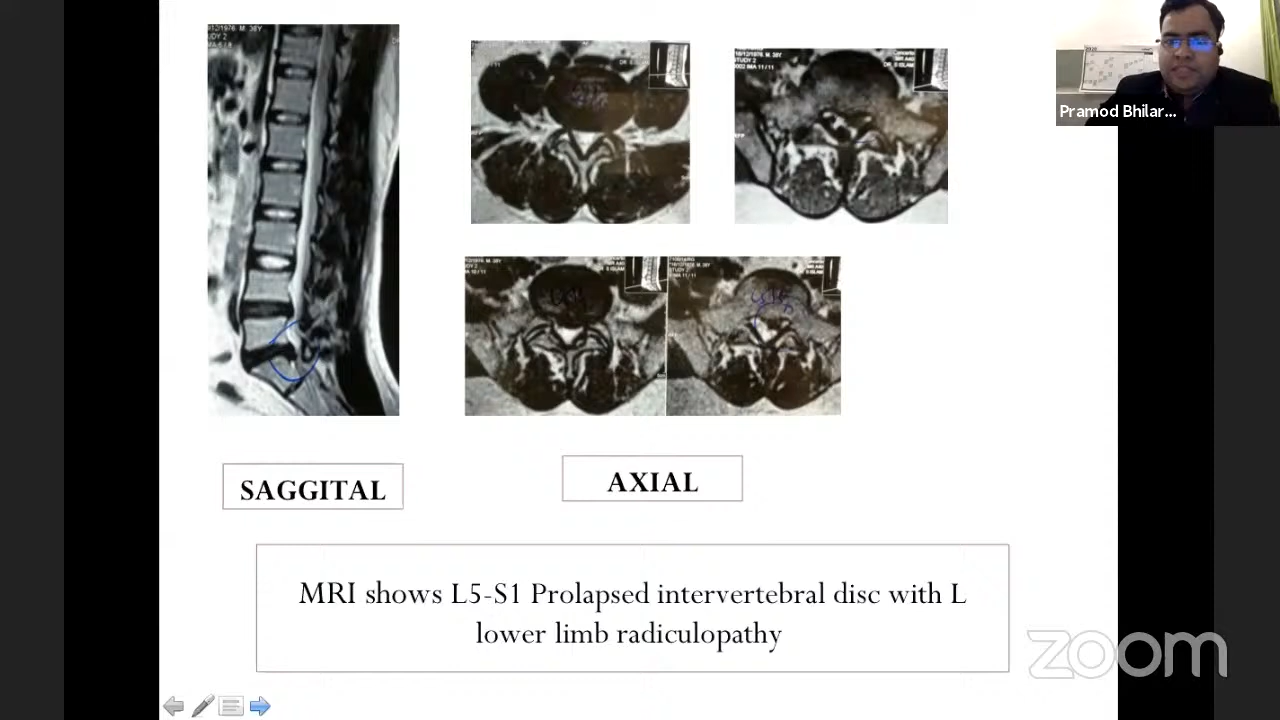 Pramod Bhilar...
SAGGITAL
AXIAL
MRI shows L5-S1 Prolapsed intervertebral disc with L
lower limb radiculopathy
zoom